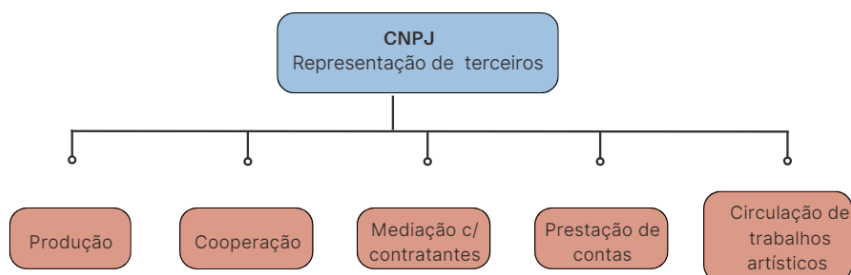 CNPJ
Representação de terceiros
Produção
Cooperação
Mediação c/
contratantes
Prestação de
contas
Circulação de
trabalhos
artísticos